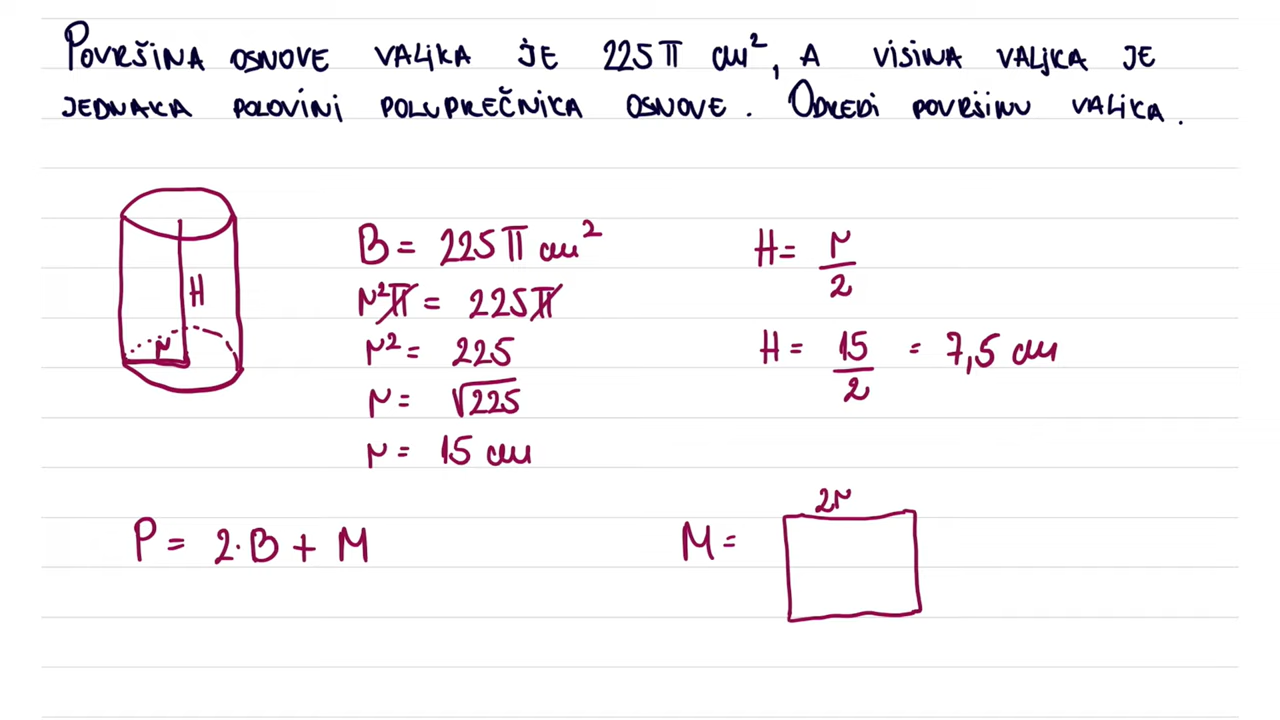 POVRŠINA OSNOVE VALJKA JE 225π cm², A VISINA VALJKA JE
JEDNAKA POLOVINI POLUPREČNIKA OSNOVE. ODREDI POVRŠINU VALJKA.
H
r
B = 225π cm²
r²π = 225π
r² = 225
r = √225
r = 15 cm
H = r/2
H = 15/2 = 7,5 cm
P = 2·B + M
M =
2r